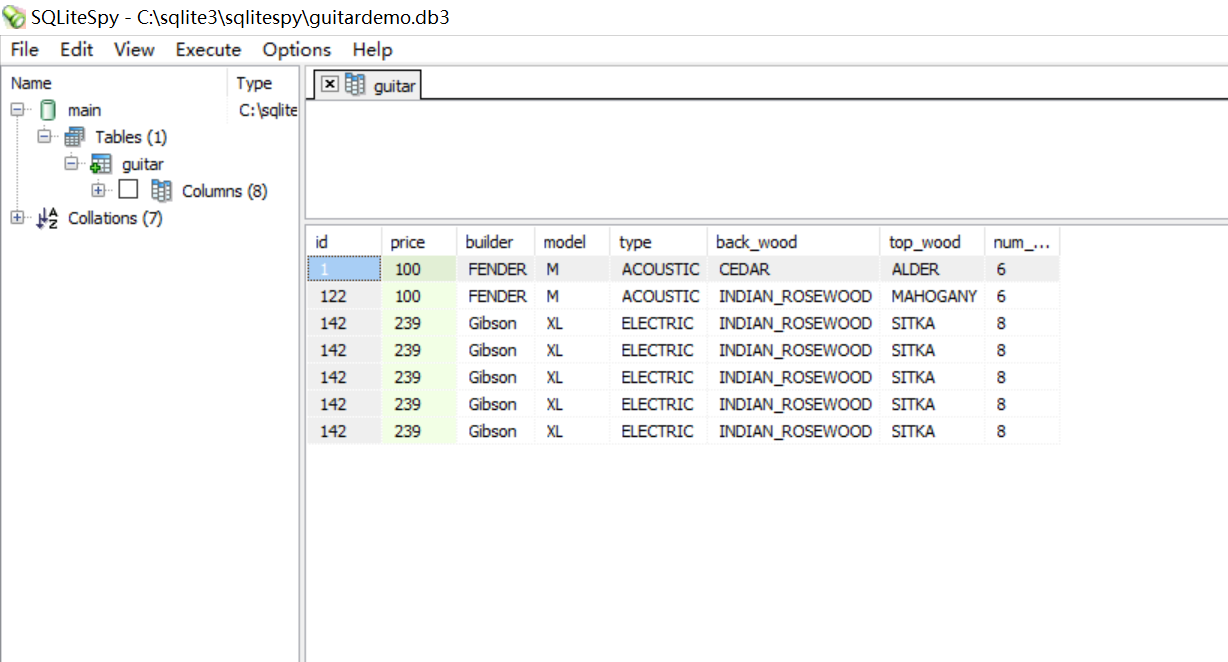 SQLiteSpy - C:\sqlite3\sqlitespy\guitardemo.db3
File Edit View Execute Options Help
Name Type
main C:\sqlite
Tables (1)
guitar
Columns (8)
Collations (7)
guitar
id price builder model type back_wood top_wood num_...
1 100 FENDER M ACOUSTIC CEDAR ALDER 6
122 100 FENDER M ACOUSTIC INDIAN_ROSEWOOD MAHOGANY 6
142 239 Gibson XL ELECTRIC INDIAN_ROSEWOOD SITKA 8
142 239 Gibson XL ELECTRIC INDIAN_ROSEWOOD SITKA 8
142 239 Gibson XL ELECTRIC INDIAN_ROSEWOOD SITKA 8
142 239 Gibson XL ELECTRIC INDIAN_ROSEWOOD SITKA 8
142 239 Gibson XL ELECTRIC INDIAN_ROSEWOOD SITKA 8